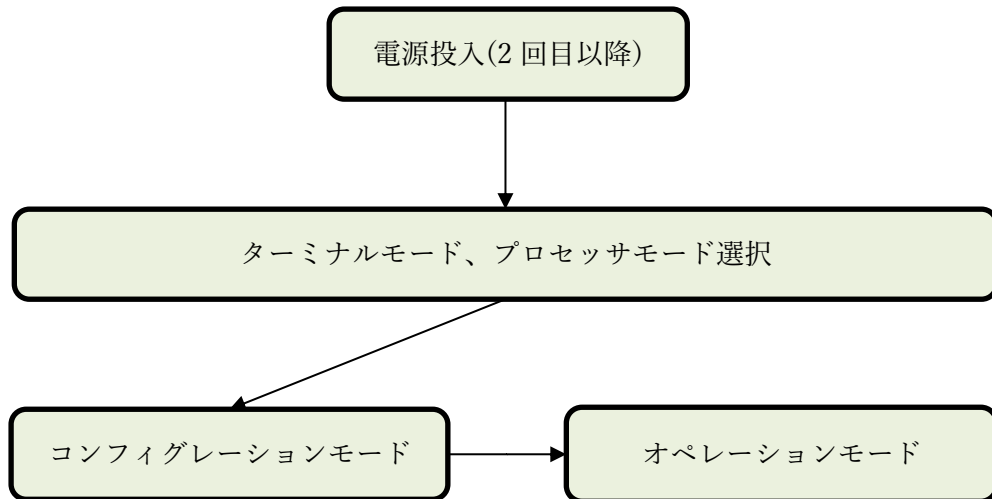 電源投入(2 回目以降)
ターミナルモード、プロセッサモード選択
コンフィグレーションモード
オペレーションモード